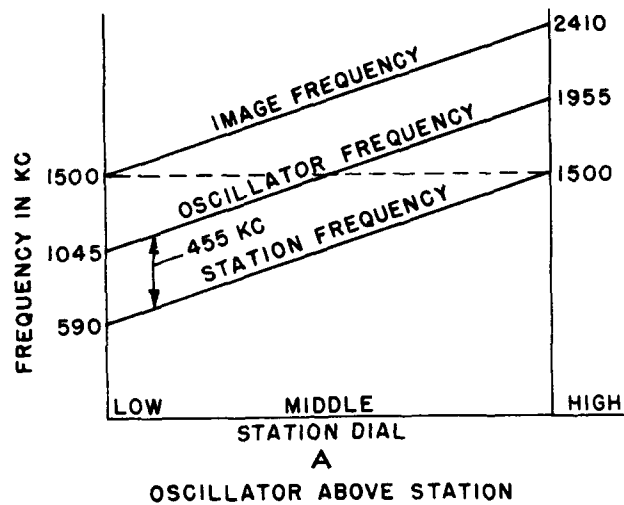 2410
IMAGE FREQUENCY
1955
OSCILLATOR FREQUENCY
1500
1500
455 KC
STATION FREQUENCY
1045
590
FREQUENCY IN KC
LOW MIDDLE HIGH
STATION DIAL
A
OSCILLATOR ABOVE STATION